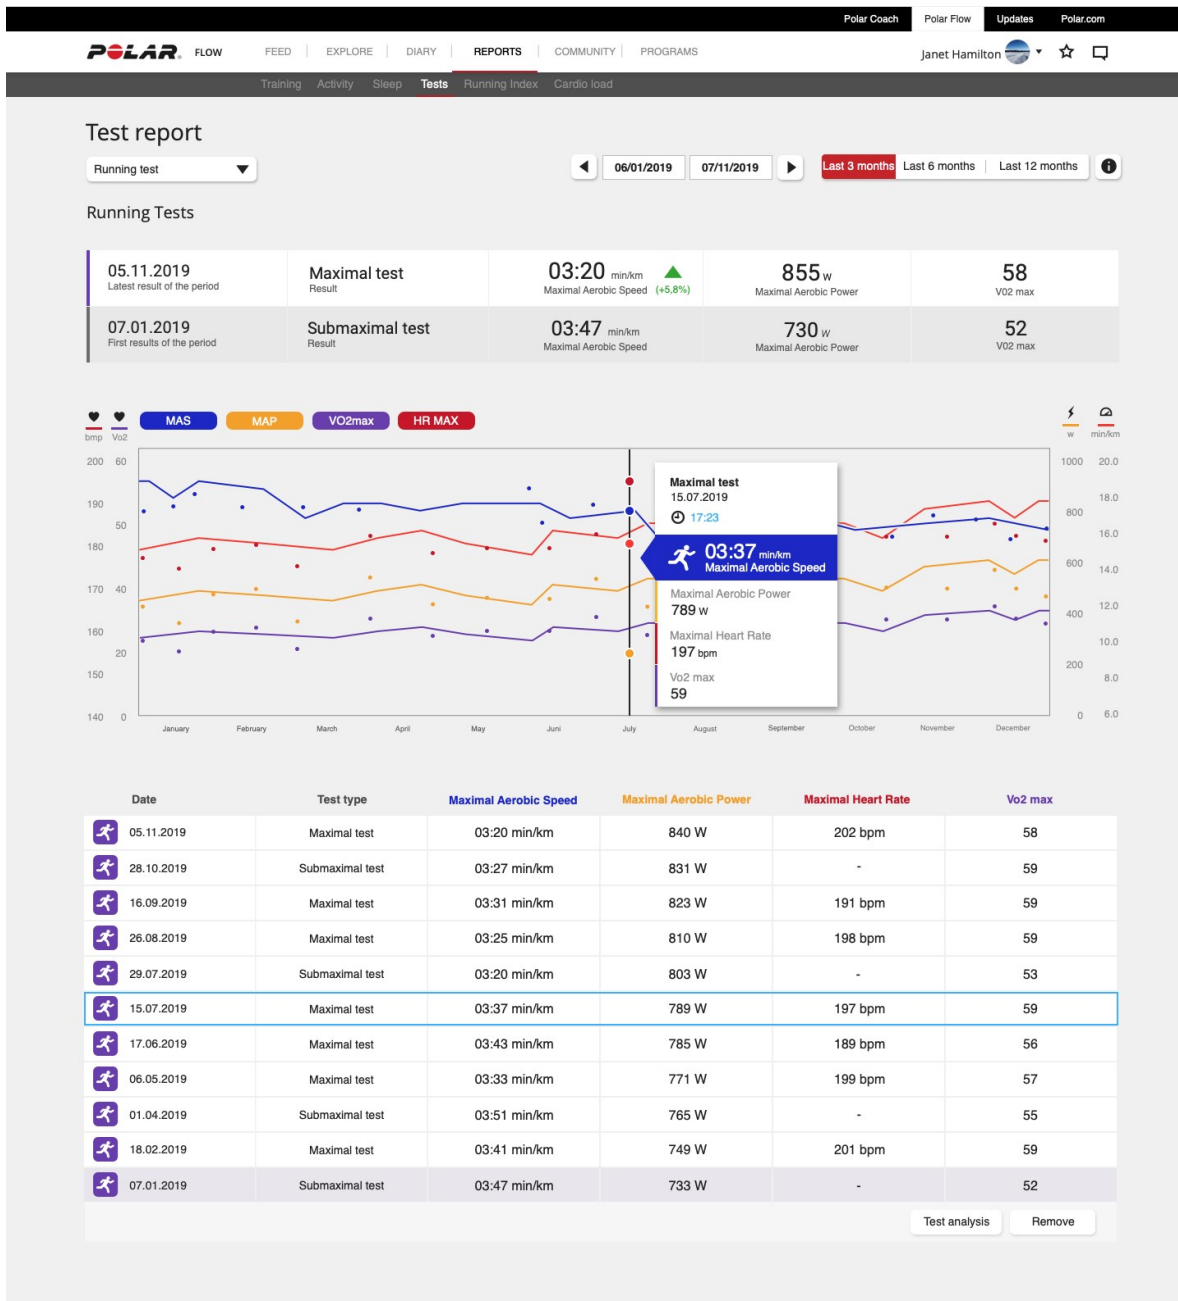 Polar Coach Polar Flow Updates Polar.com
POLAR. FLOW FEED EXPLORE DIARY REPORTS COMMUNITY PROGRAMS Janet Hamilton
Training Activity Sleep Tests Running Index Cardio load
Test report
Running test 06/01/2019 07/11/2019 Last 3 months Last 6 months Last 12 months i
Running Tests
05.11.2019 Maximal test 03:20 min/km 855 w 58
Latest result of the period Result Maximal Aerobic Speed (+5,8%) Maximal Aerobic Power V02 max
07.01.2019 Submaximal test 03:47 min/km 730 w 52
First results of the period Result Maximal Aerobic Speed Maximal Aerobic Power V02 max
MAS MAP VO2max HR MAX
bmp Vo2 w min/km
200 60 1000 20.0
190 18.0
50 800
180 16.0
600 14.0
170 40
12.0
400
160 10.0
20 200
150 8.0
140 0 0 6.0
Maximal test
15.07.2019
17:23
03:37 min/km
Maximal Aerobic Speed
Maximal Aerobic Power
789 w
Maximal Heart Rate
197 bpm
Vo2 max
59
January February March April May Juni July August September October November December
Date Test type Maximal Aerobic Speed Maximal Aerobic Power Maximal Heart Rate Vo2 max
05.11.2019 Maximal test 03:20 min/km 840 W 202 bpm 58
28.10.2019 Submaximal test 03:27 min/km 831 W - 59
16.09.2019 Maximal test 03:31 min/km 823 W 191 bpm 59
26.08.2019 Maximal test 03:25 min/km 810 W 198 bpm 59
29.07.2019 Submaximal test 03:20 min/km 803 W - 53
15.07.2019 Maximal test 03:37 min/km 789 W 197 bpm 59
17.06.2019 Maximal test 03:43 min/km 785 W 189 bpm 56
06.05.2019 Maximal test 03:33 min/km 771 W 199 bpm 57
01.04.2019 Submaximal test 03:51 min/km 765 W - 55
18.02.2019 Maximal test 03:41 min/km 749 W 201 bpm 59
07.01.2019 Submaximal test 03:47 min/km 733 W - 52
Test analysis Remove